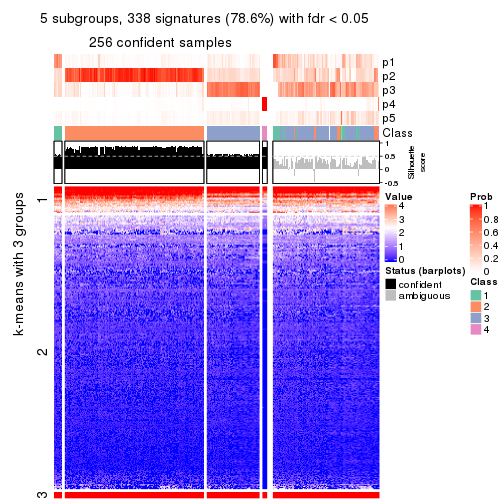 5 subgroups, 338 signatures (78.6%) with fdr < 0.05
256 confident samples
p1
p2
p3
p4
p5
Class
1
0.5
0
-0.5
Silhouette
score
k-means with 3 groups
1
2
3
Value
4
3
2
1
0
Status (barplots)
confident
ambiguous
Prob
1
0.8
0.6
0.4
0.2
0
Class
1
2
3
4